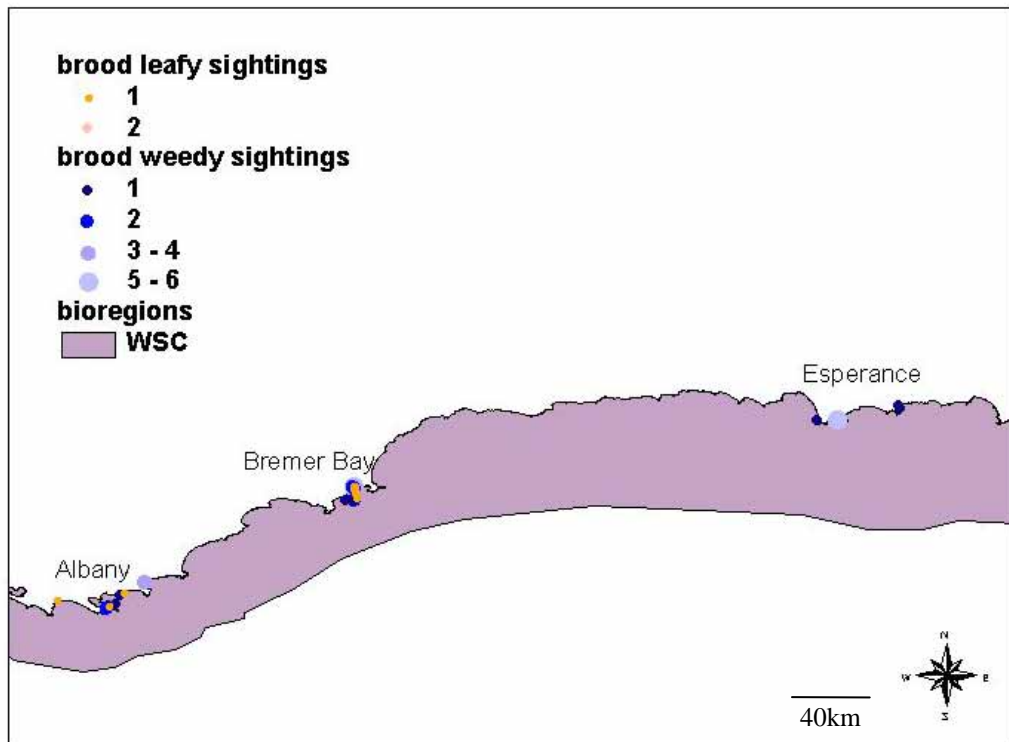 brood leafy sightings
1
2
brood weedy sightings
1
2
3 - 4
5 - 6
bioregions
WSC
Esperance
Bremer Bay
Albany
N
W E
S
40km